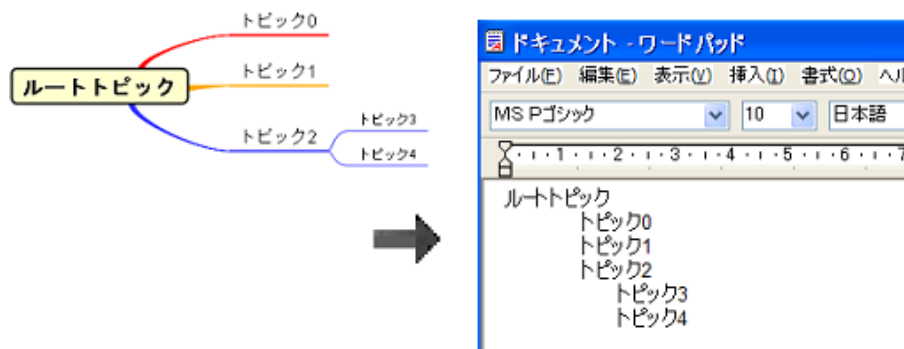 トピック0
トピック1
ルートトピック
トピック2
トピック3
トピック4
ドキュメント - ワードパッド
ファイル(E) 編集(E) 表示(V) 挿入(I) 書式(O)
MS Pゴシック 10 日本語
1 2 3 4 5 6 7
ルートトピック
トピック0
トピック1
トピック2
トピック3
トピック4